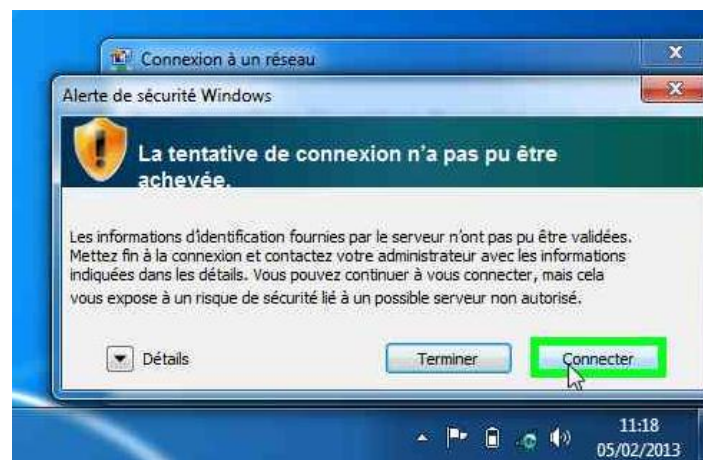 Connexion à un réseau
Alerte de sécurité Windows
La tentative de connexion n'a pas pu être
achevée.
Les informations d'identification fournies par le serveur n'ont pas pu être validées.
Mettez fin à la connexion et contactez votre administrateur avec les informations
indiquées dans les détails. Vous pouvez continuer à vous connecter, mais cela
vous expose à un risque de sécurité lié à un possible serveur non autorisé.
Détails
Terminer
Connecter
11:18
05/02/2013